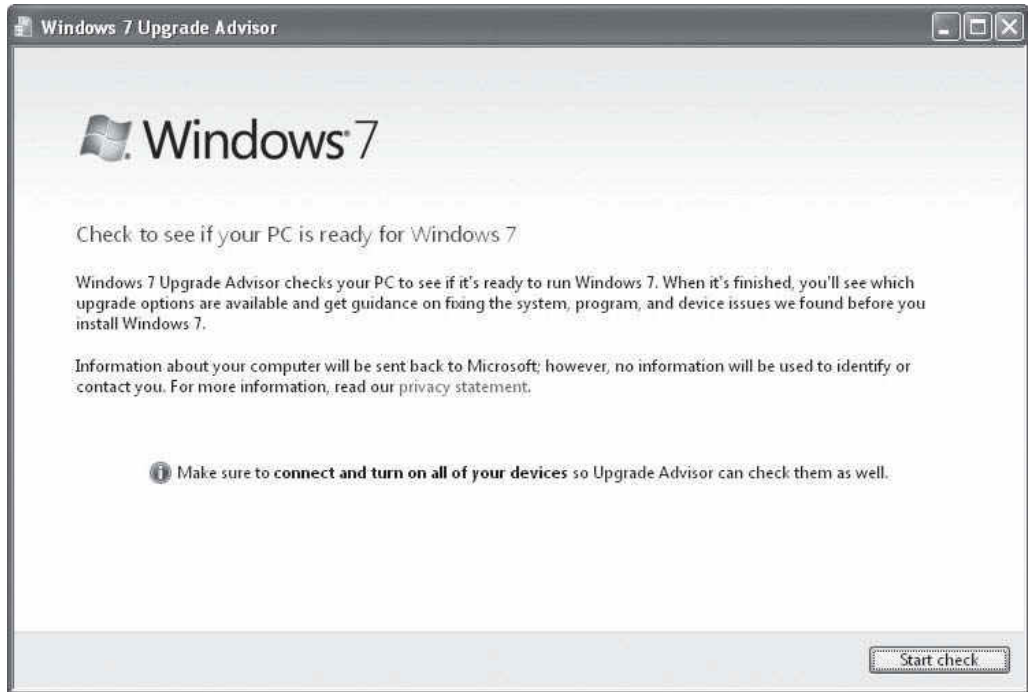 Windows 7 Upgrade Advisor
Windows 7
Check to see if your PC is ready for Windows 7
Windows 7 Upgrade Advisor checks your PC to see if it's ready to run Windows 7. When it's finished, you'll see which
upgrade options are available and get guidance on fixing the system, program, and device issues we found before you
install Windows 7.
Information about your computer will be sent back to Microsoft; however, no information will be used to identify or
contact you. For more information, read our privacy statement.
Make sure to connect and turn on all of your devices so Upgrade Advisor can check them as well.
Start check